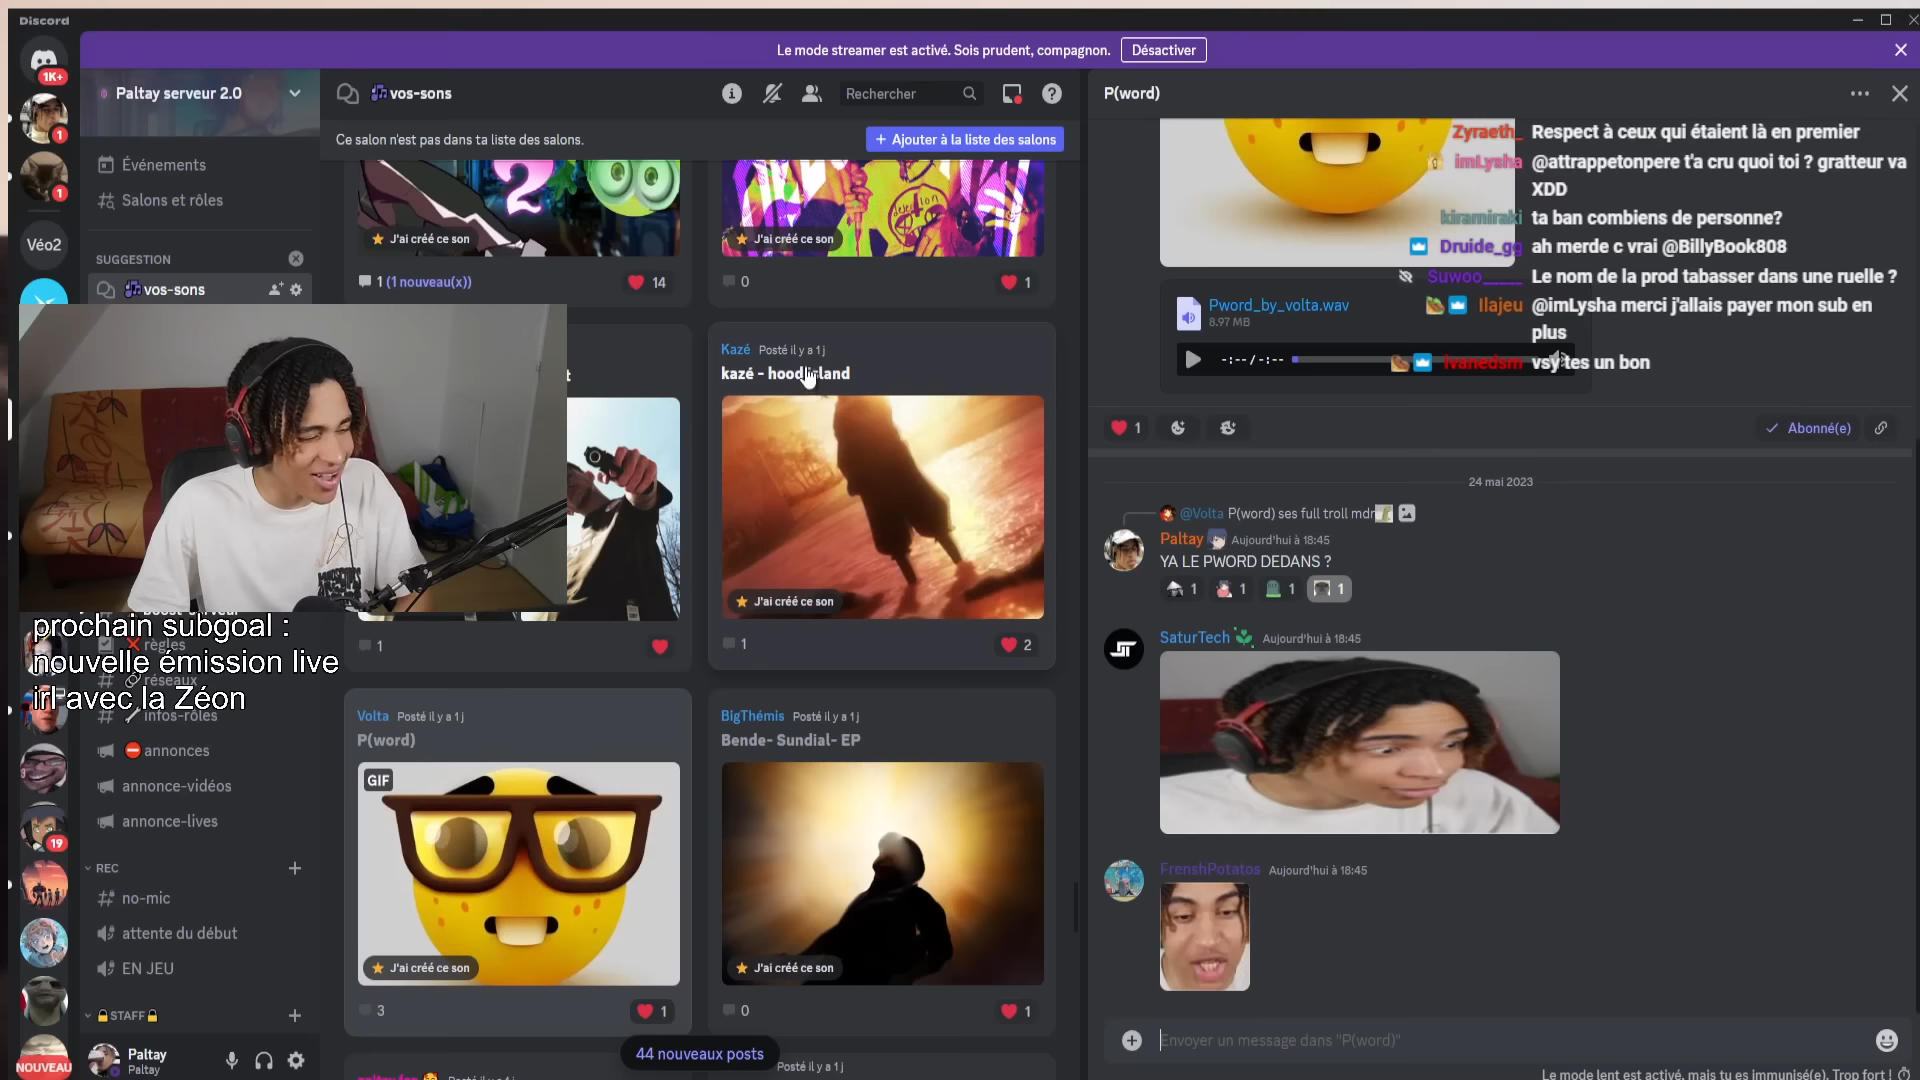 Discord
Le mode streamer est activé. Sois prudent, compagnon.
Désactiver
1K+
1
1
Véo2
19
NOUVEAU
Paltay serveur 2.0
Événements
Salons et rôles
SUGGESTION
vos-sons
prochain subgoal :
nouvelle émission live
irl avec la Zéon
règles
réseaux
infos-rôles
annonces
annonce-vidéos
annonce-lives
REC
no-mic
attente du début
EN JEU
STAFF
Paltay
Paltay
vos-sons
Rechercher
Ce salon n'est pas dans ta liste des salons.
+ Ajouter à la liste des salons
2
J'ai créé ce son
1 (1 nouveau(x))
14
J'ai créé ce son
0
1
1
Kazé Posté il y a 1 j
J'ai créé ce son
1
2
Volta Posté il y a 1 j
P(word)
GIF
J'ai créé ce son
3
1
BigThémis Posté il y a 1 j
Bende- Sundial- EP
J'ai créé ce son
0
1
44 nouveaux posts
Posté il y a 1 j
P(word)
Zyraeth_ Respect à ceux qui étaient là en premier
imLysha @attrappetonpere t'a cru quoi toi ? gratteur va
XDD
kiramiraki ta ban combiens de personne?
Druide_gg ah merde c vrai @BillyBook808
Suwoo_____ Le nom de la prod tabasser dans une ruelle ?
Ilajeu @imLysha merci j'allais payer mon sub en
plus
Ivanedsm vsy tes un bon
Pword_by_volta.wav
8.97 MB
-:-- / -:--
1
Abonné(e)
24 mai 2023
@Volta P(word) ses full troll mdr
Paltay Aujourd'hui à 18:45
YA LE PWORD DEDANS ?
1 1 1 1
SaturTech Aujourd'hui à 18:45
FrenshPotatos Aujourd'hui à 18:45
Envoyer un message dans "P(word)"
Le mode lent est activé, mais tu es immunisé(e). Trop fort !